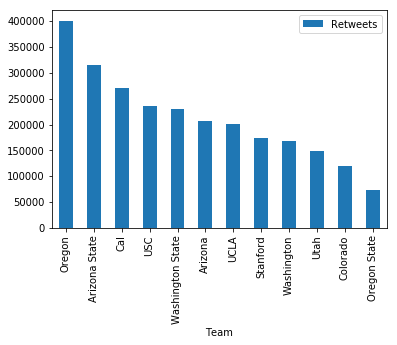 400000
350000
300000
250000
200000
150000
100000
50000
0
Retweets
Oregon
Arizona State
Cal
USC
Washington State
Arizona
UCLA
Stanford
Washington
Utah
Colorado
Oregon State
Team